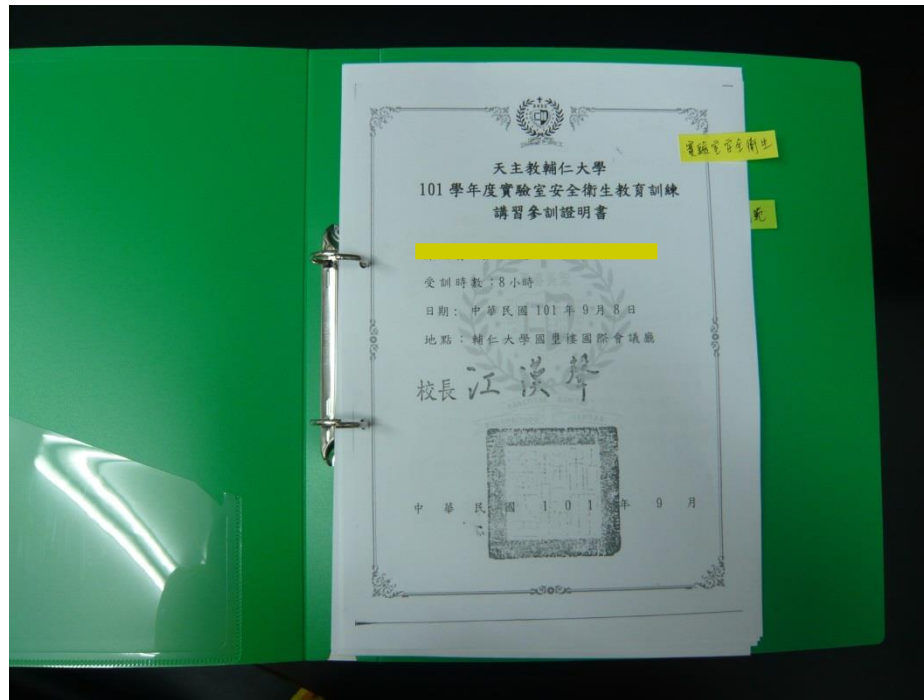 天主教輔仁大學
101 學年度實驗室安全衛生教育訓練
講習參訓證明書
受訓時數：8小時
日期：中華民國 101 年 9 月 8 日
地點：輔仁大學國璽樓國際會議廳
校長 江漢聲
中華民國 101 年 9 月
實驗室安全衛生
範